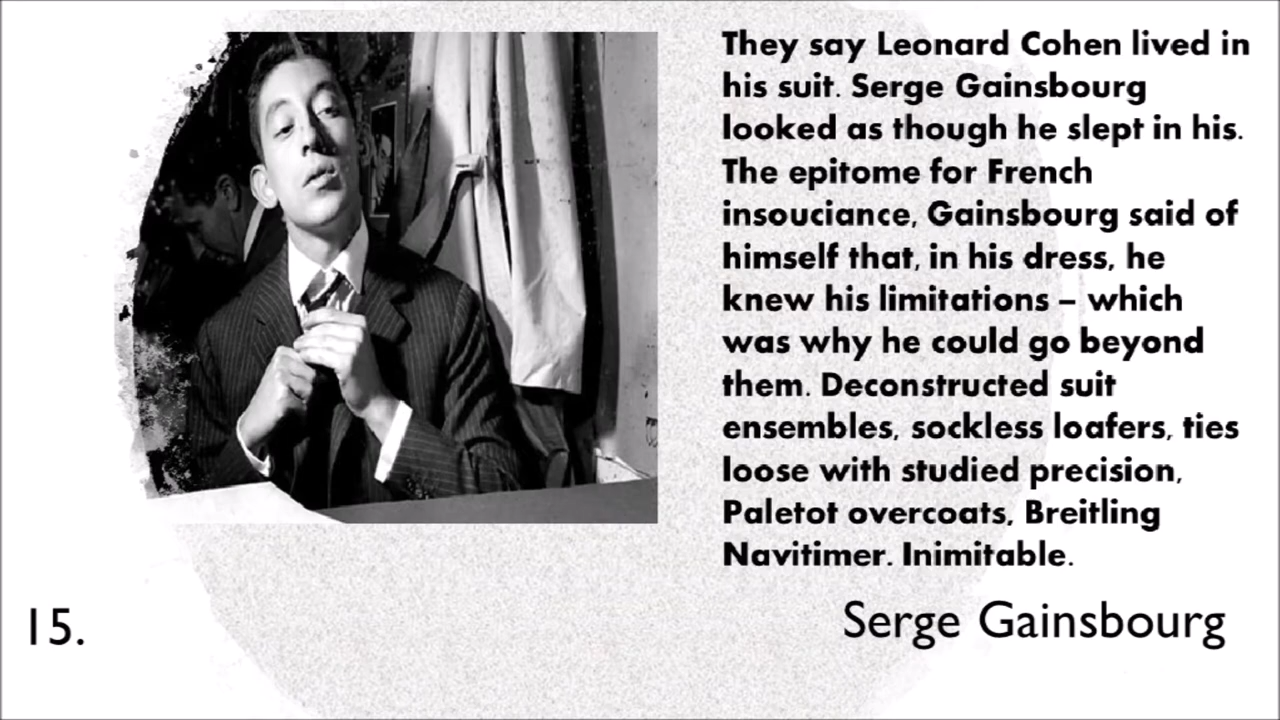 They say Leonard Cohen lived in
his suit. Serge Gainsbourg
looked as though he slept in his.
The epitome for French
insouciance, Gainsbourg said of
himself that, in his dress, he
knew his limitations – which
was why he could go beyond
them. Deconstructed suit
ensembles, sockless loafers, ties
loose with studied precision,
Paletot overcoats, Breitling
Navitimer. Inimitable.
15.
Serge Gainsbourg